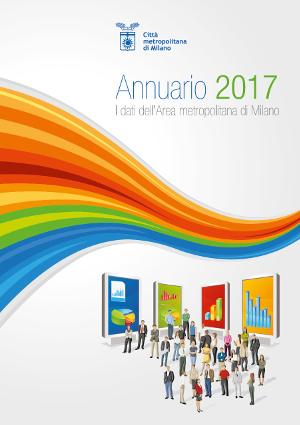 Città
metropolitana
di Milano
Annuario 2017
I dati dell'Area metropolitana di Milano